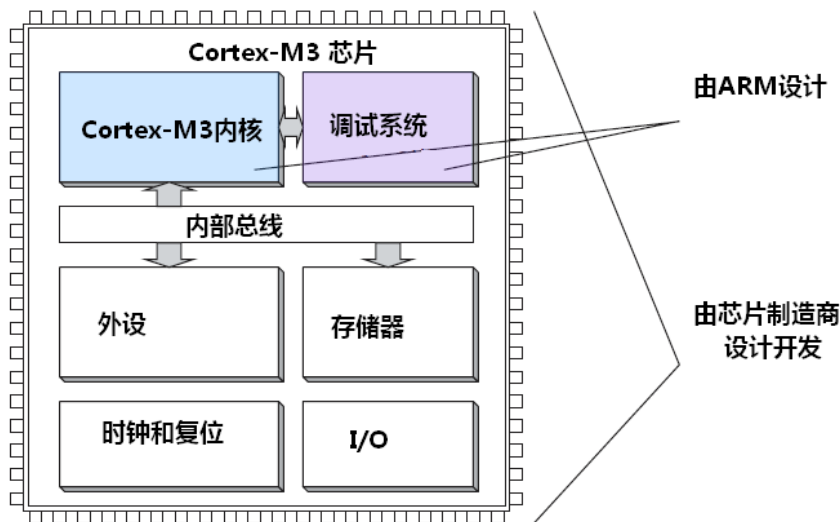 Cortex-M3 芯片
Cortex-M3内核
调试系统
由ARM设计
内部总线
外设
存储器
由芯片制造商
设计开发
时钟和复位
I/O